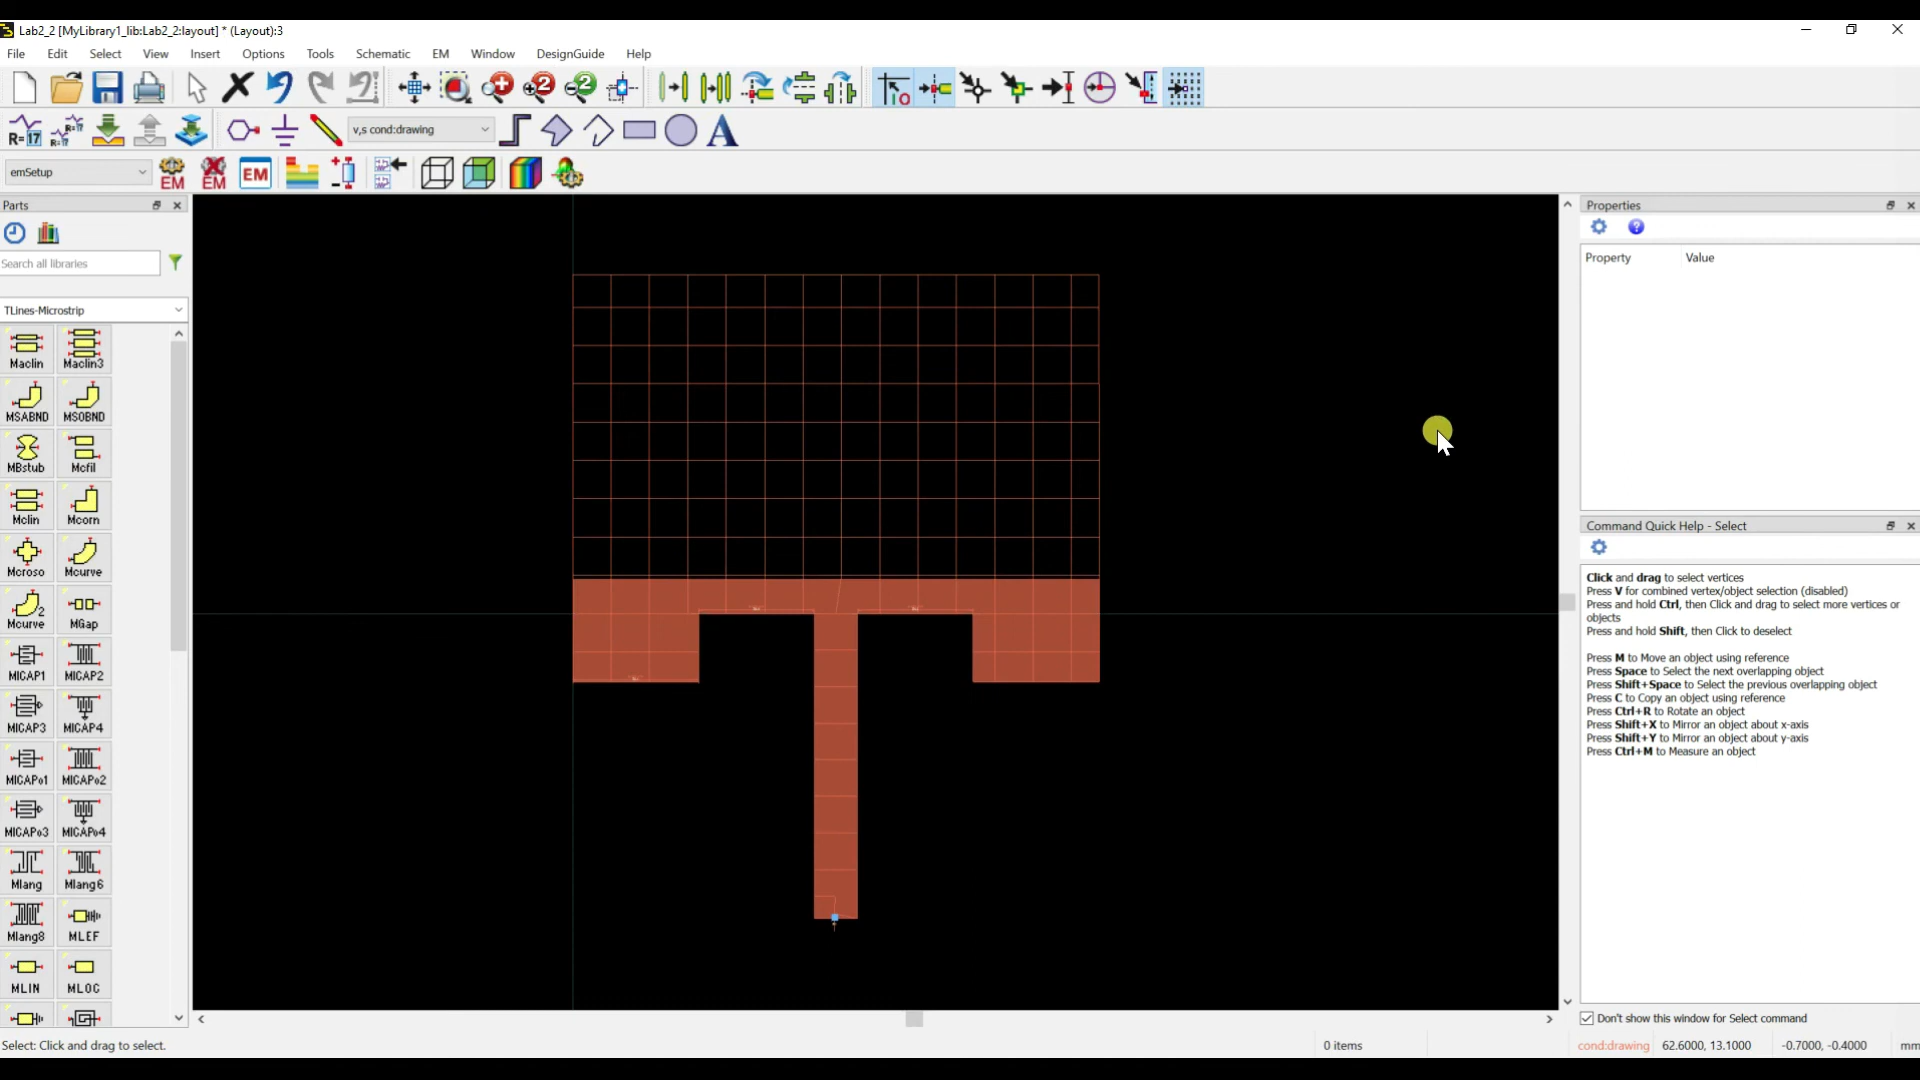 Lab2_2 [MyLibrary1_lib:Lab2_2:layout] * (Layout):3
File Edit Select View Insert Options Tools Schematic EM Window DesignGuide Help
v,s cond:drawing
emSetup
EM EM EM
Parts
Search all libraries
TLines-Microstrip
Maclin Maclin3
MSABND MSOBND
MBstub Mcfil
Mclin Mcorn
Mcroso Mcurve
Mcurve MGap
MICAP1 MICAP2
MICAP3 MICAP4
MICAPo1 MICAPo2
MICAPo3 MICAPo4
Mlang Mlang6
Mlang8 MLEF
MLIN MLOC
Properties
Property Value
Command Quick Help - Select
Click and drag to select vertices
Press V for combined vertex/object selection (disabled)
Press and hold Ctrl, then Click and drag to select more vertices or
objects
Press and hold Shift, then Click to deselect
Press M to Move an object using reference
Press Space to Select the next overlapping object
Press Shift+Space to Select the previous overlapping object
Press C to Copy an object using reference
Press Ctrl+R to Rotate an object
Press Shift+X to Mirror an object about x-axis
Press Shift+Y to Mirror an object about y-axis
Press Ctrl+M to Measure an object
Don't show this window for Select command
Select: Click and drag to select.
0 items
cond:drawing 62.6000, 13.1000 -0.7000, -0.4000 mm